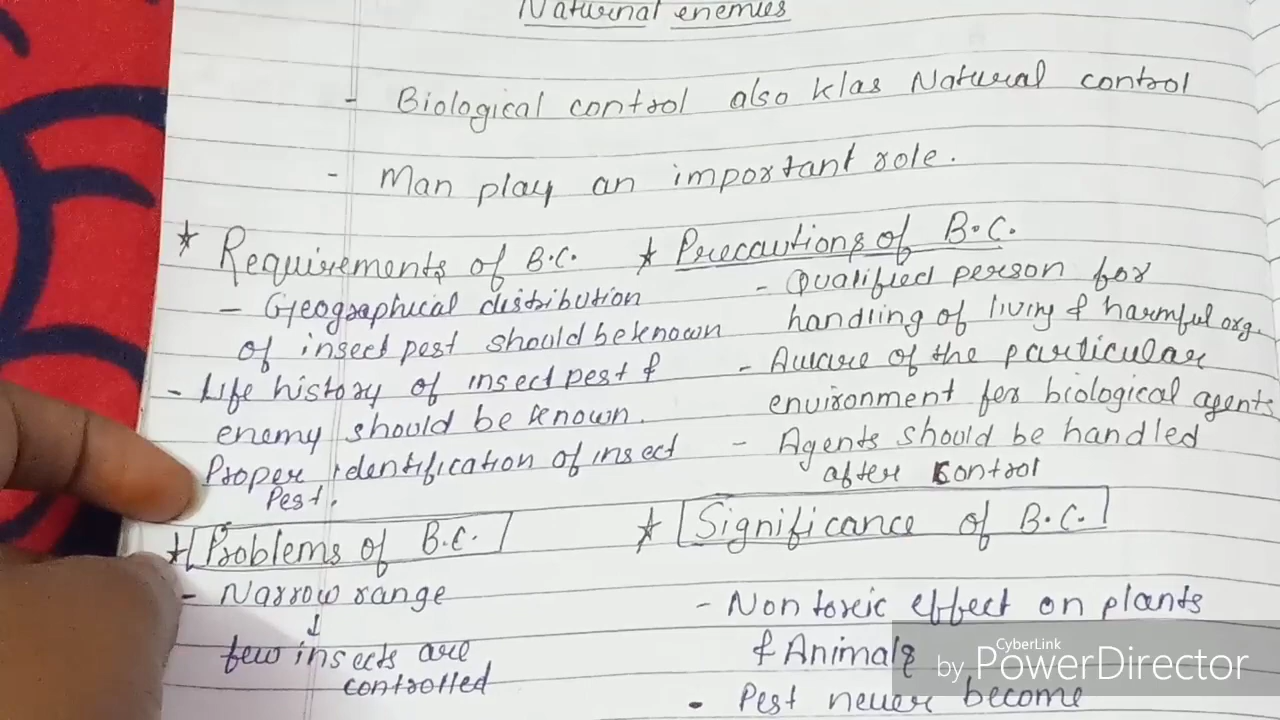 Naturnal enemies
- Biological control also klas Natural control
- Man play an important role.
* Requirements of B.C.
- Geographical distribution
of insect pest should be known
- Life history of insect pest &
enemy should be known.
Proper identification of insect
Pest.
* Precautions of B.C.
- Qualified person for
handling of living & harmful org.
- Aware of the particular
environment for biological agents
- Agents should be handled
after control
* Problems of B.C.
- Narrow range
↓
few insects are
controlled
* Significance of B.C.
- Non toxic effect on plants
& Animals
• Pest never become
CyberLink
by PowerDirector